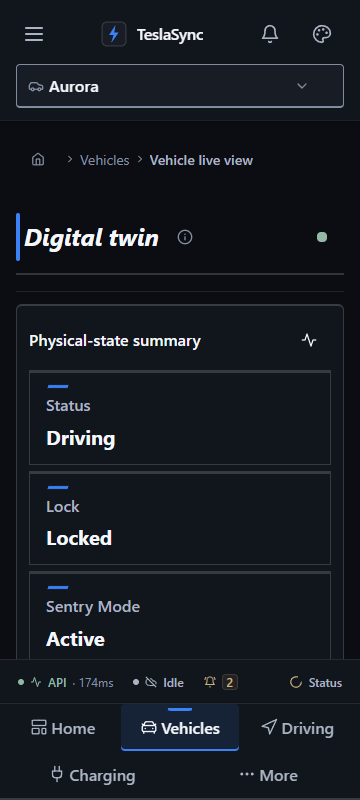 TeslaSync
Aurora
Vehicles Vehicle live view
Digital twin
Physical-state summary
Status
Driving
Lock
Locked
Sentry Mode
Active
API · 174ms Idle 2 Status
Home Vehicles Driving
Charging More